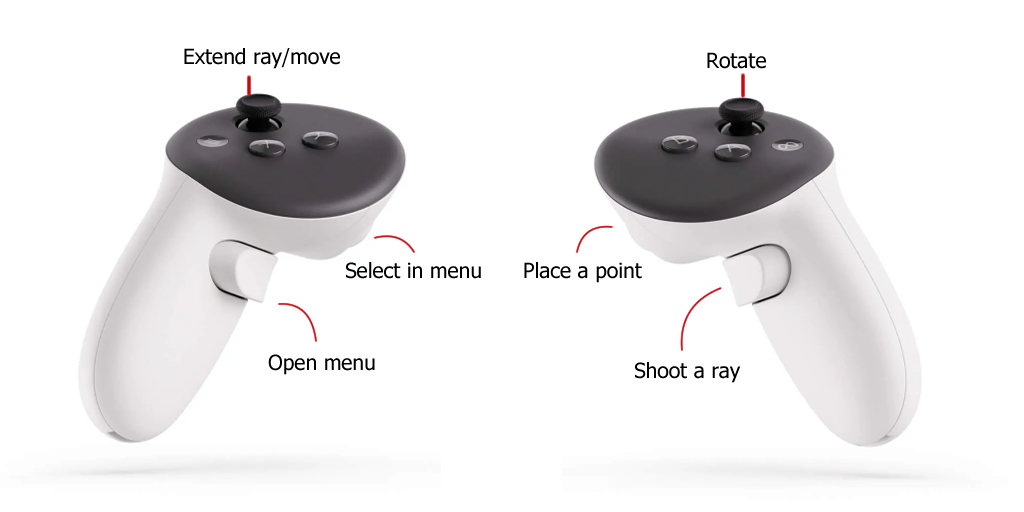 Extend ray/move
Rotate
Select in menu
Place a point
Open menu
Shoot a ray